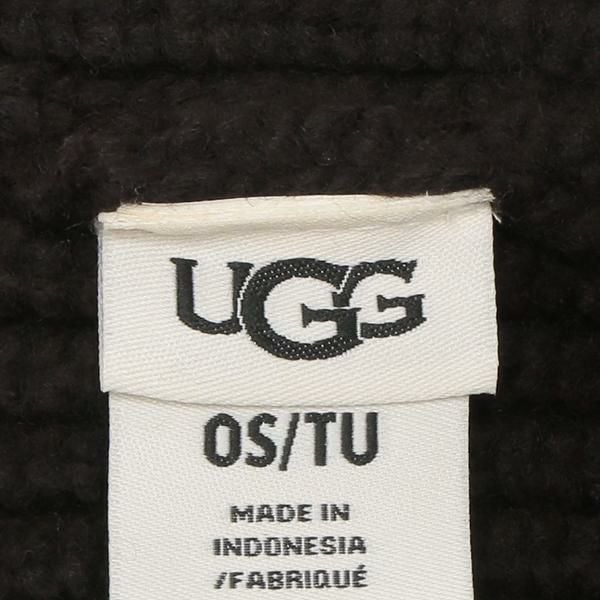 UGG
OS/TU
MADE IN
INDONESIA
/FABRIQUÉ